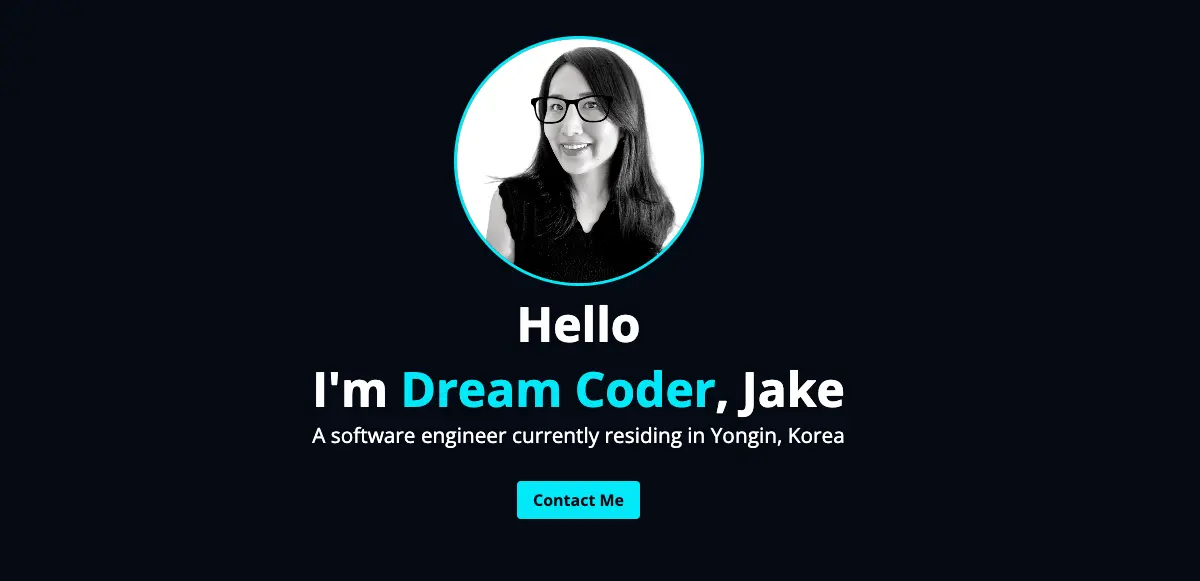 Hello
I'm Dream Coder, Jake
A software engineer currently residing in Yongin, Korea
Contact Me